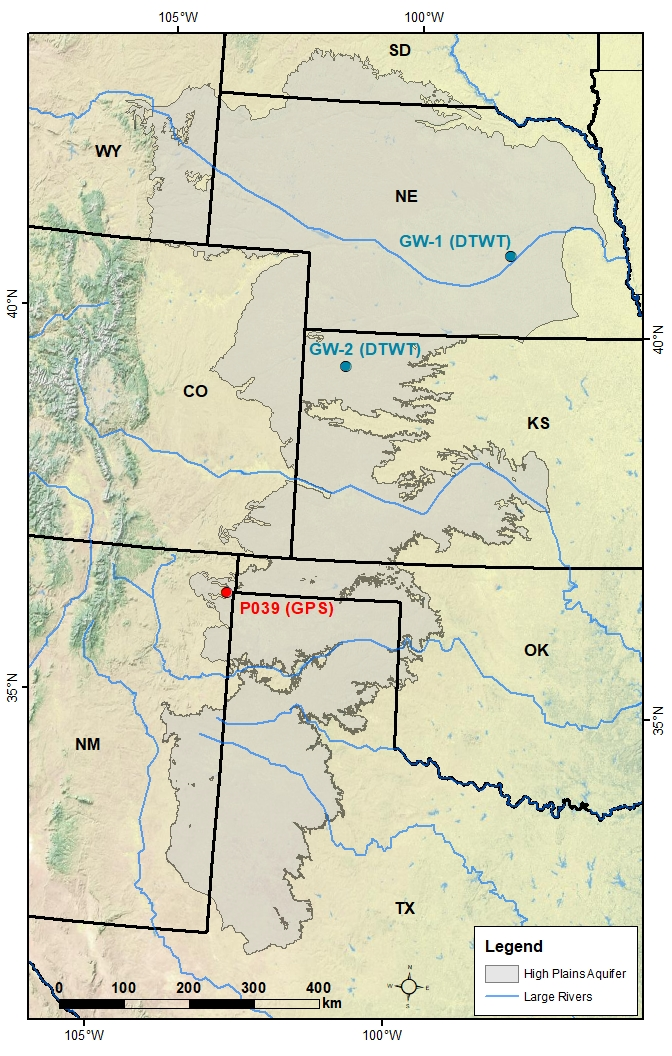 105°W 100°W
SD
WY
NE
GW-1 (DTWT)
40°N
40°N
GW-2 (DTWT)
CO
KS
P039 (GPS)
OK
35°N
35°N
NM
TX
Legend
High Plains Aquifer
Large Rivers
N
W E
S
0 100 200 300 400
km
105°W 100°W